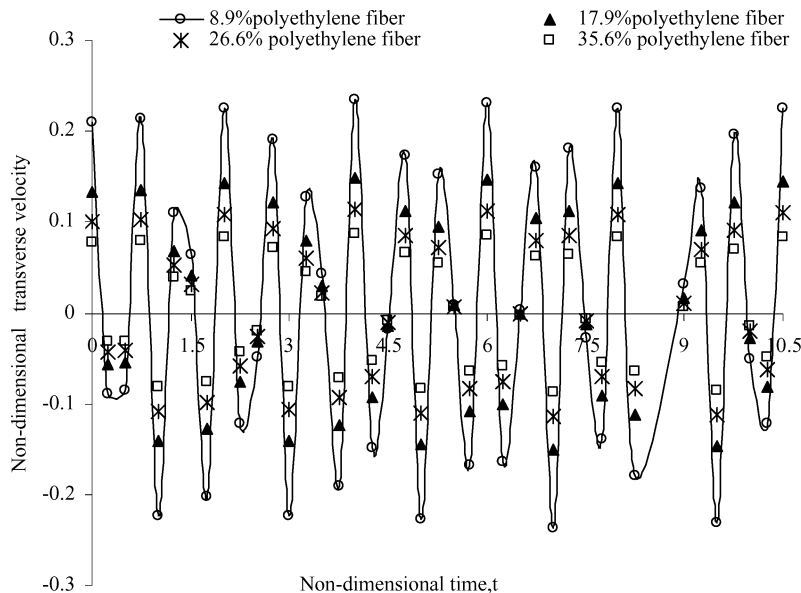 8.9%polyethylene fiber
17.9%polyethylene fiber
26.6% polyethylene fiber
35.6% polyethylene fiber
0.3
0.2
0.1
0
-0.1
-0.2
-0.3
0
1.5
3
4.5
6
7.5
9
10.5
Non-dimensional transverse velocity
Non-dimensional time,t